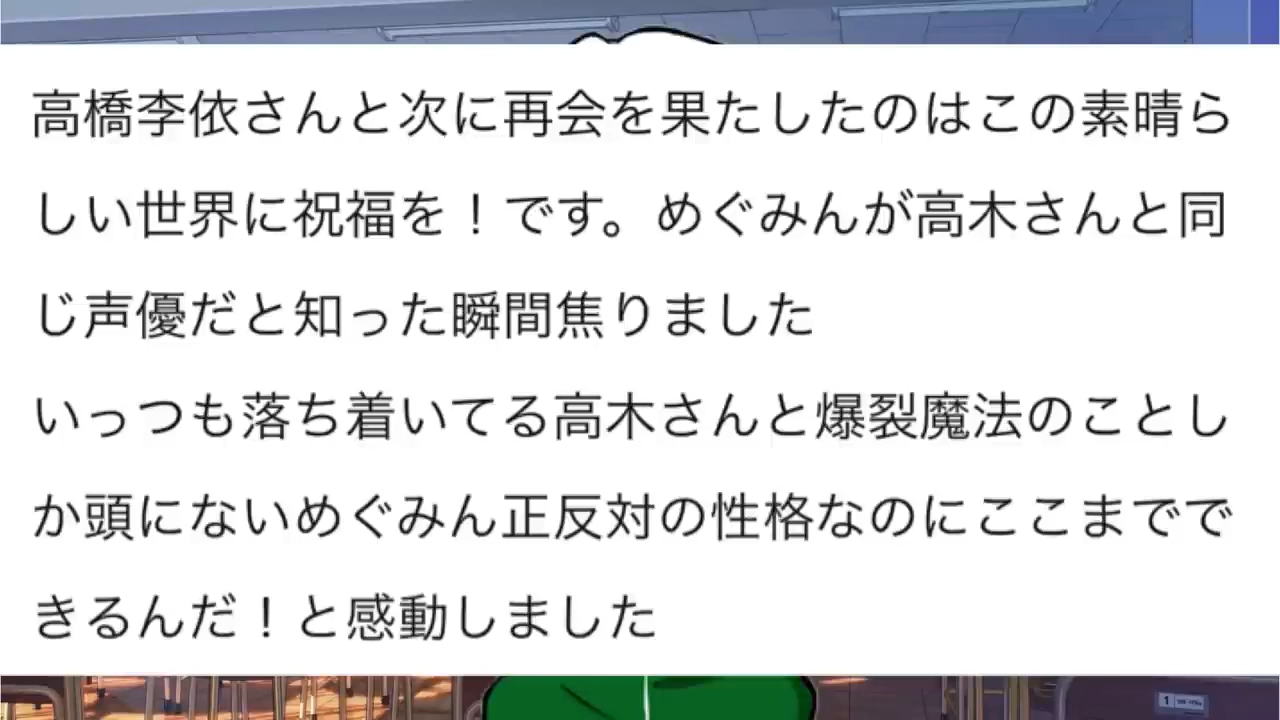 高橋李依さんと次に再会を果たしたのはこの素晴ら
しい世界に祝福を！です。めぐみんが高木さんと同
じ声優だと知った瞬間焦りました
いっつも落ち着いてる高木さんと爆裂魔法のことし
か頭にないめぐみん正反対の性格なのにここまでで
きるんだ！と感動しました
1